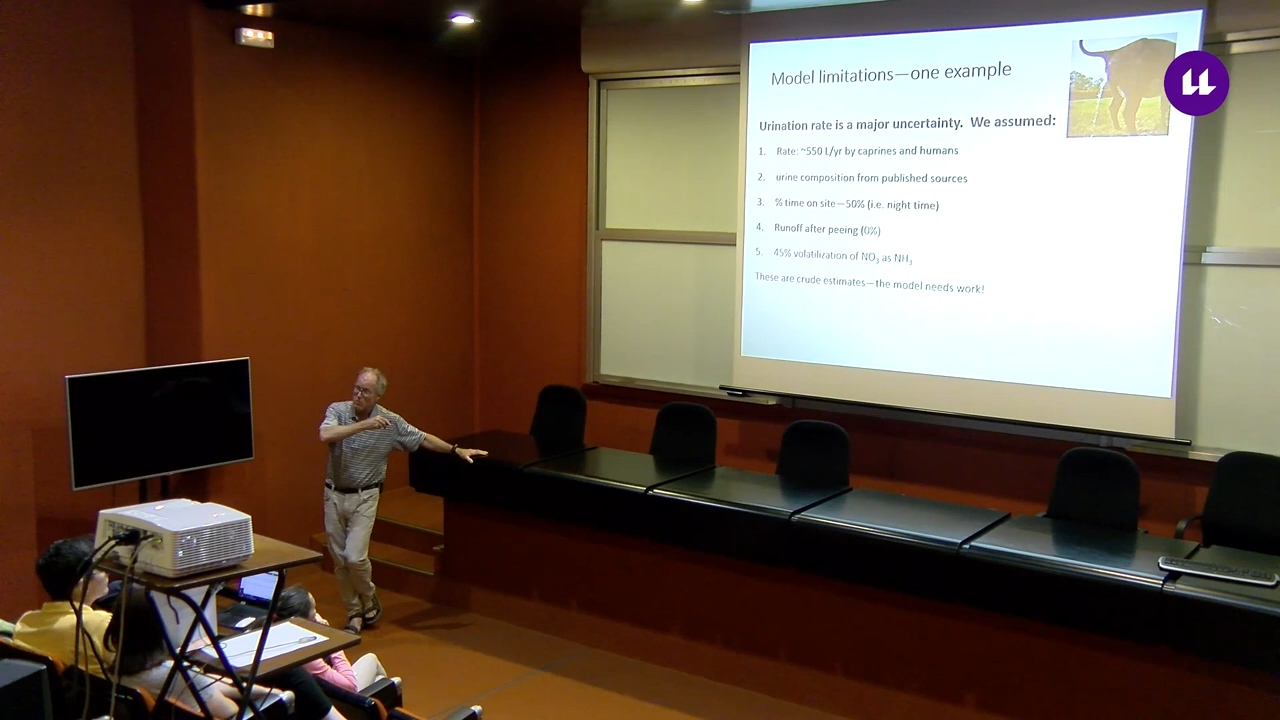 Model limitations—one example
Urination rate is a major uncertainty. We assumed:
1. Rate: ~550 L/yr by caprines and humans
2. urine composition from published sources
3. % time on site—50% (i.e. night time)
4. Runoff after peeing (0%)
5. 45% volatilization of NO3 as NH3
These are crude estimates—the model needs work!